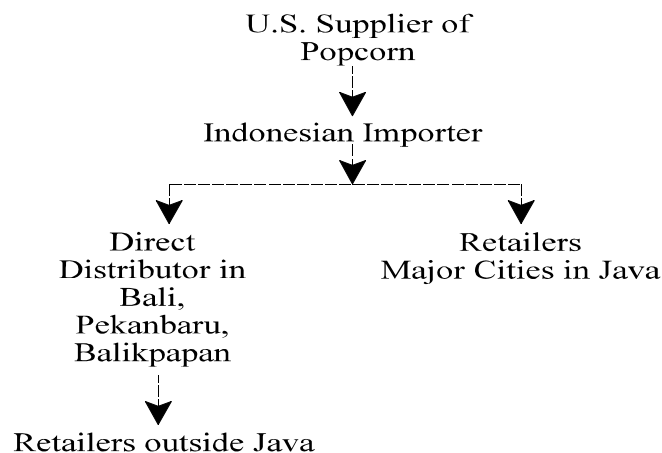 U.S. Supplier of
Popcorn
Indonesian Importer
Direct
Distributor in
Bali,
Pekanbaru,
Balikpapan
Retailers
Major Cities in Java
Retailers outside Java